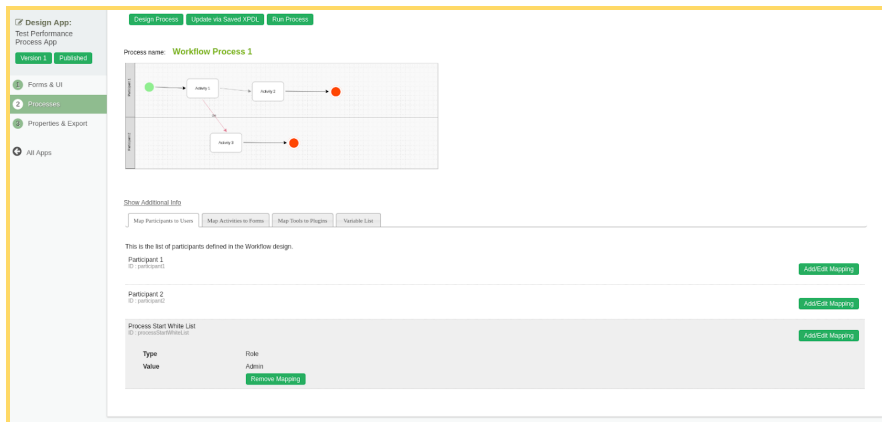 Design App:
Test Performance
Process App
Version 1 Published
1 Forms & UI
2 Processes
3 Properties & Export
All Apps
Design Process Update via Saved XPDL Run Process
Process name: Workflow Process 1
Participant 1
Activity 1
Activity 2
Participant 2
Activity 3
Show Additional Info
Map Participants to Users Map Activities to Forms Map Tools to Plugins Variable List
This is the list of participants defined in the Workflow design.
Participant 1
ID : participant1
Add/Edit Mapping
Participant 2
ID : participant2
Add/Edit Mapping
Process Start White List
ID : processStartWhiteList
Add/Edit Mapping
Type Role
Value Admin
Remove Mapping